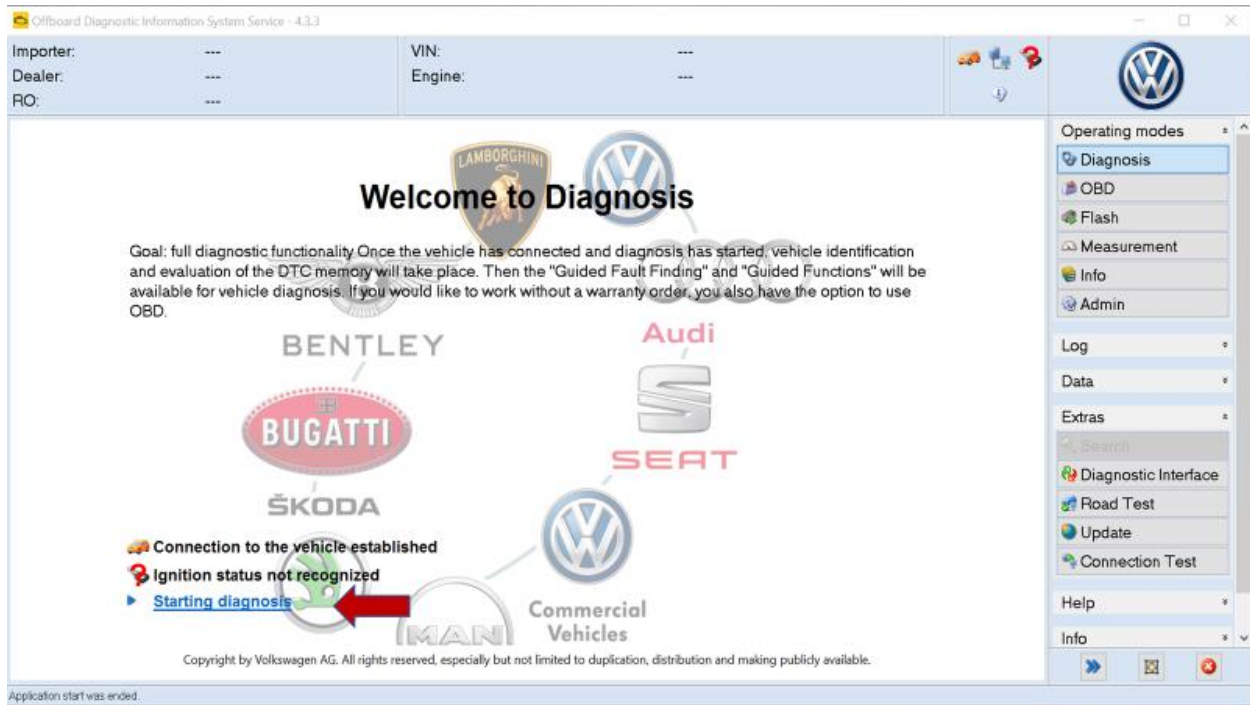 Offboard Diagnostic Information System Service - 4.3.3
Importer: ---
Dealer: ---
RO: ---
VIN: ---
Engine: ---
Welcome to Diagnosis
Goal: full diagnostic functionality Once the vehicle has connected and diagnosis has started, vehicle identification
and evaluation of the DTC memory will take place. Then the "Guided Fault Finding" and "Guided Functions" will be
available for vehicle diagnosis. If you would like to work without a warranty order, you also have the option to use
OBD.
LAMBORGHINI
BENTLEY
Audi
BUGATTI
SEAT
ŠKODA
Connection to the vehicle established
Ignition status not recognized
Starting diagnosis
MAN
Commercial
Vehicles
Copyright by Volkswagen AG. All rights reserved, especially but not limited to duplication, distribution and making publicly available.
Operating modes
Diagnosis
OBD
Flash
Measurement
Info
Admin
Log
Data
Extras
Search
Diagnostic Interface
Road Test
Update
Connection Test
Help
Info
Application start was ended.